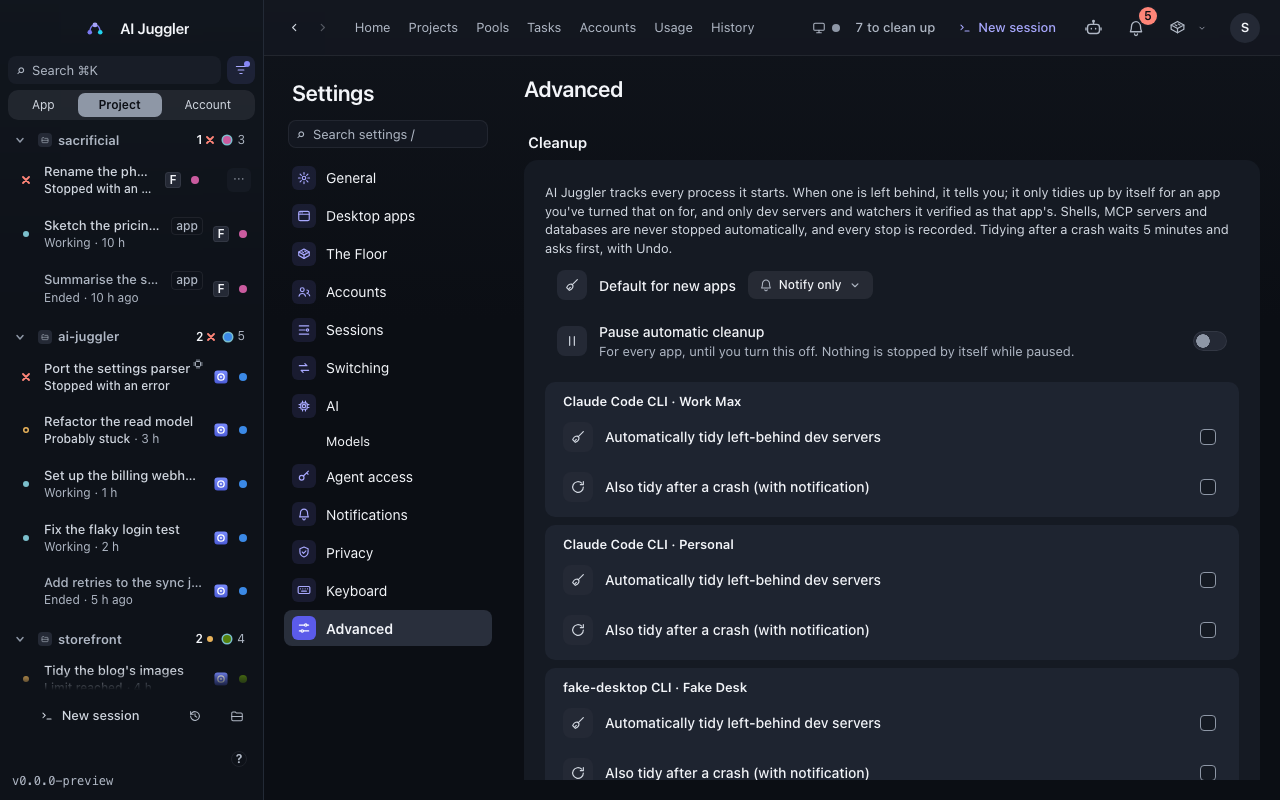 AI Juggler
Search ⌘K
App
Project
Account
sacrificial
1
3
Rename the ph...
Stopped with an ...
F
Sketch the pricin...
app
Working · 10 h
F
Summarise the s...
app
Ended · 10 h ago
F
ai-juggler
2
5
Port the settings parser
Stopped with an error
Refactor the read model
Probably stuck · 3 h
Set up the billing webh...
Working · 1 h
Fix the flaky login test
Working · 2 h
Add retries to the sync j...
Ended · 5 h ago
storefront
2
4
Tidy the blog's images
Limit reached · 4 h
New session
?
v0.0.0-preview
Home
Projects
Pools
Tasks
Accounts
Usage
History
7 to clean up
New session
5
S
Settings
Search settings /
General
Desktop apps
The Floor
Accounts
Sessions
Switching
AI
Models
Agent access
Notifications
Privacy
Keyboard
Advanced
Advanced
Cleanup
AI Juggler tracks every process it starts. When one is left behind, it tells you; it only tidies up by itself for an app
you've turned that on for, and only dev servers and watchers it verified as that app's. Shells, MCP servers and
databases are never stopped automatically, and every stop is recorded. Tidying after a crash waits 5 minutes and
asks first, with Undo.
Default for new apps
Notify only
Pause automatic cleanup
For every app, until you turn this off. Nothing is stopped by itself while paused.
Claude Code CLI · Work Max
Automatically tidy left-behind dev servers
Also tidy after a crash (with notification)
Claude Code CLI · Personal
Automatically tidy left-behind dev servers
Also tidy after a crash (with notification)
fake-desktop CLI · Fake Desk
Automatically tidy left-behind dev servers
Also tidy after a crash (with notification)